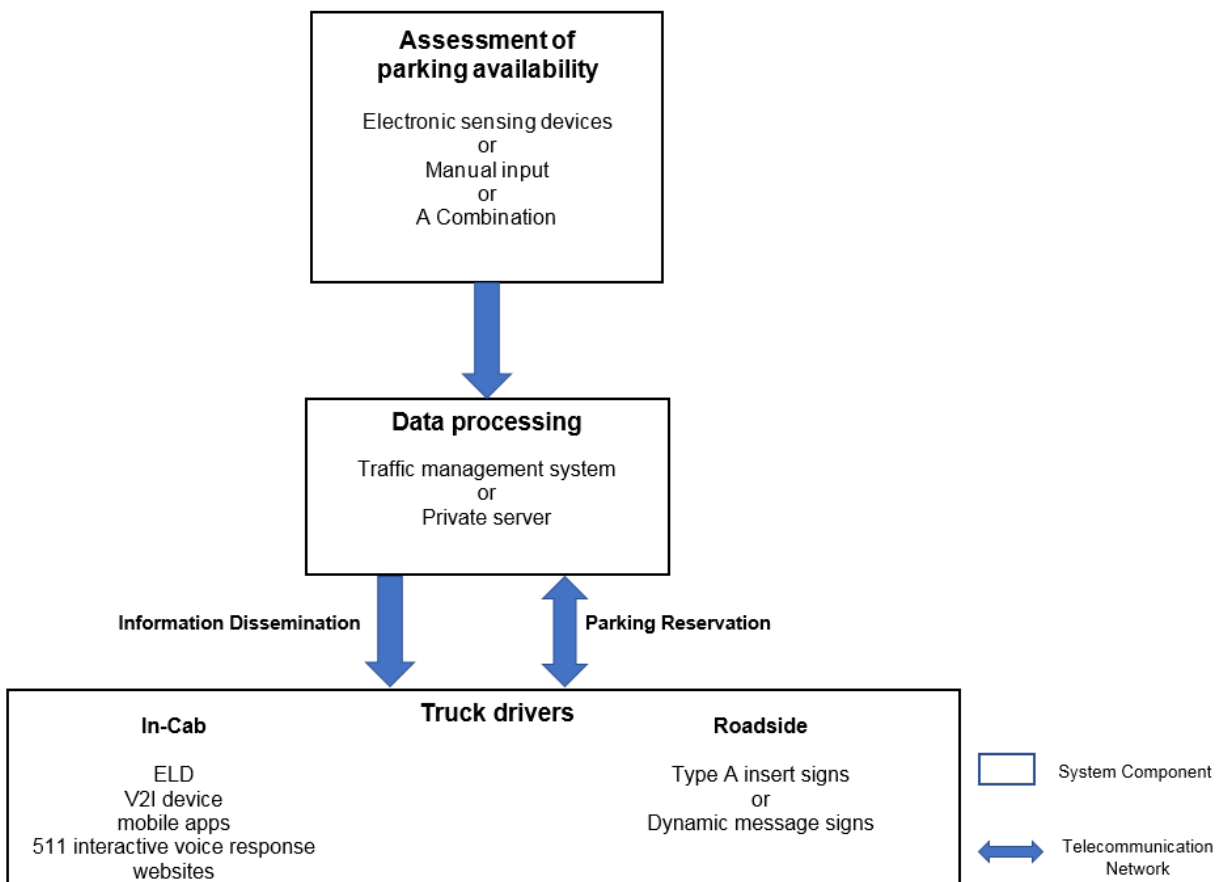 Assessment of
parking availability
Electronic sensing devices
or
Manual input
or
A Combination
Data processing
Traffic management system
or
Private server
Information Dissemination
Parking Reservation
Truck drivers
In-Cab
ELD
V2I device
mobile apps
511 interactive voice response
websites
Roadside
Type A insert signs
or
Dynamic message signs
System Component
Telecommunication
Network